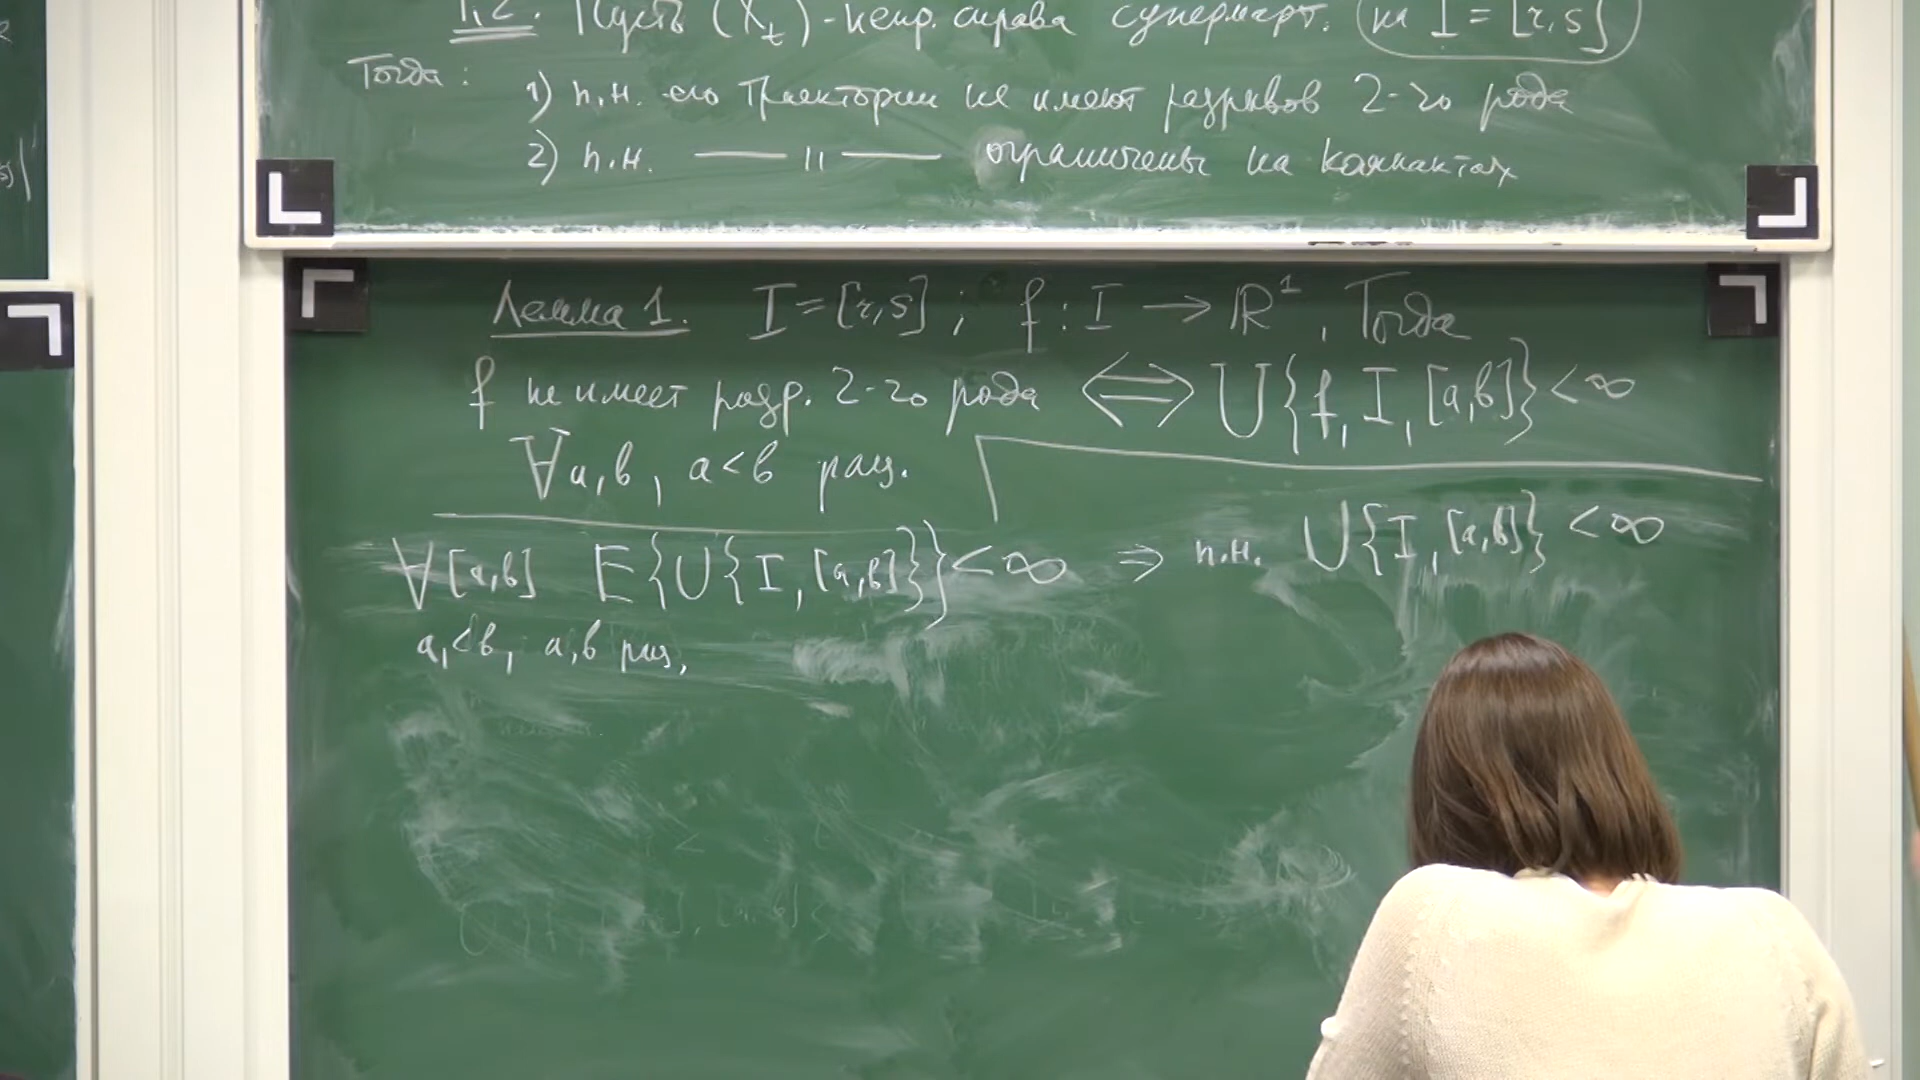 T.2. Пусть (X_t) - непр. справа супермарт. на I = [r,s]
Тогда:
1) п.н. его траектории не имеют разрывов 2-го рода
2) п.н. —— " —— ограничены на компактах
Лемма 1. I = [r,s] ; f : I → ℝ¹, Тогда
f не имеет разр. 2-го рода ⟺ U{f, I, [a,b]} < ∞
∀a,b, a<b рац.
∀[a,b] E{U{I, [a,b]}} < ∞ ⇒ п.н. U{I, [a,b]} < ∞
a<b, a,b рац,